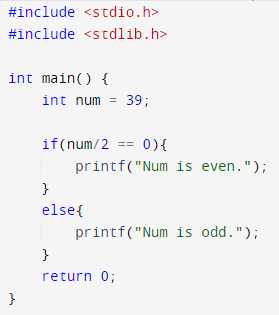 #include <stdio.h>
#include <stdlib.h>

int main() {
    int num = 39;

    if(num/2 == 0){
        printf("Num is even.");
    }
    else{
        printf("Num is odd.");
    }
    return 0;
}